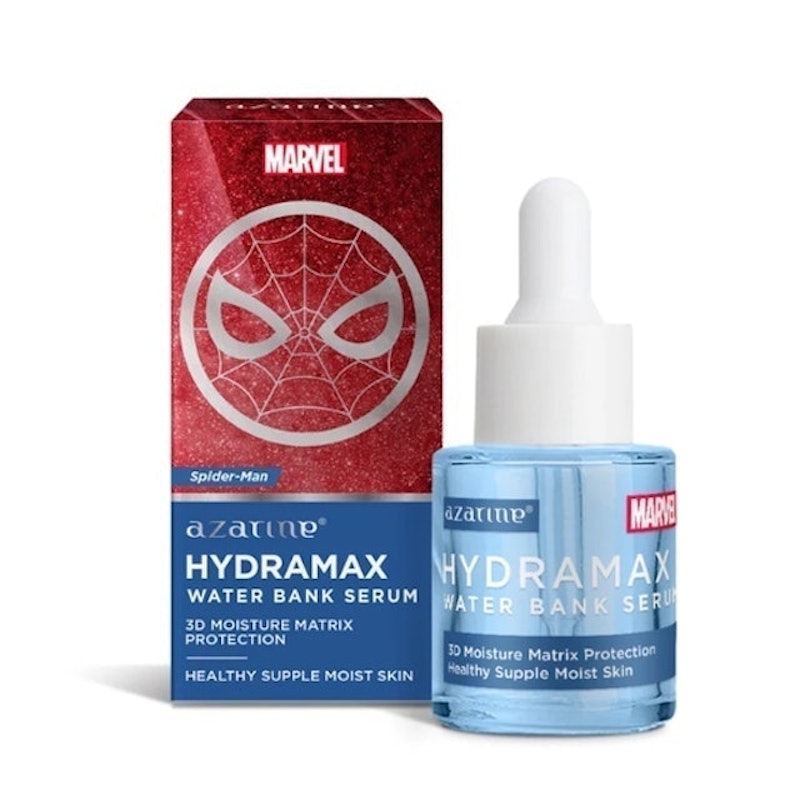 azarine®
MARVEL
Spider-Man
azarine®
HYDRAMAX
WATER BANK SERUM
3D MOISTURE MATRIX
PROTECTION
HEALTHY SUPPLE MOIST SKIN
azarine®
MARVEL
HYDRAMAX
WATER BANK SERUM
3D Moisture Matrix Protection
Healthy Supple Moist Skin